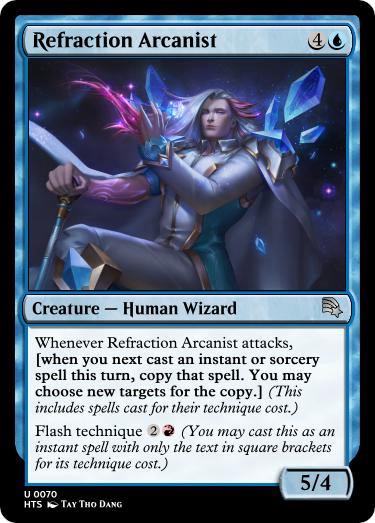 Refraction Arcanist 4
Creature — Human Wizard
Whenever Refraction Arcanist attacks,
[when you next cast an instant or sorcery
spell this turn, copy that spell. You may
choose new targets for the copy.] (This
includes spells cast for their technique cost.)
Flash technique 2 (You may cast this as an
instant spell with only the text in square brackets
for its technique cost.)
5/4
U 0070
HTS Tay Tho Dang